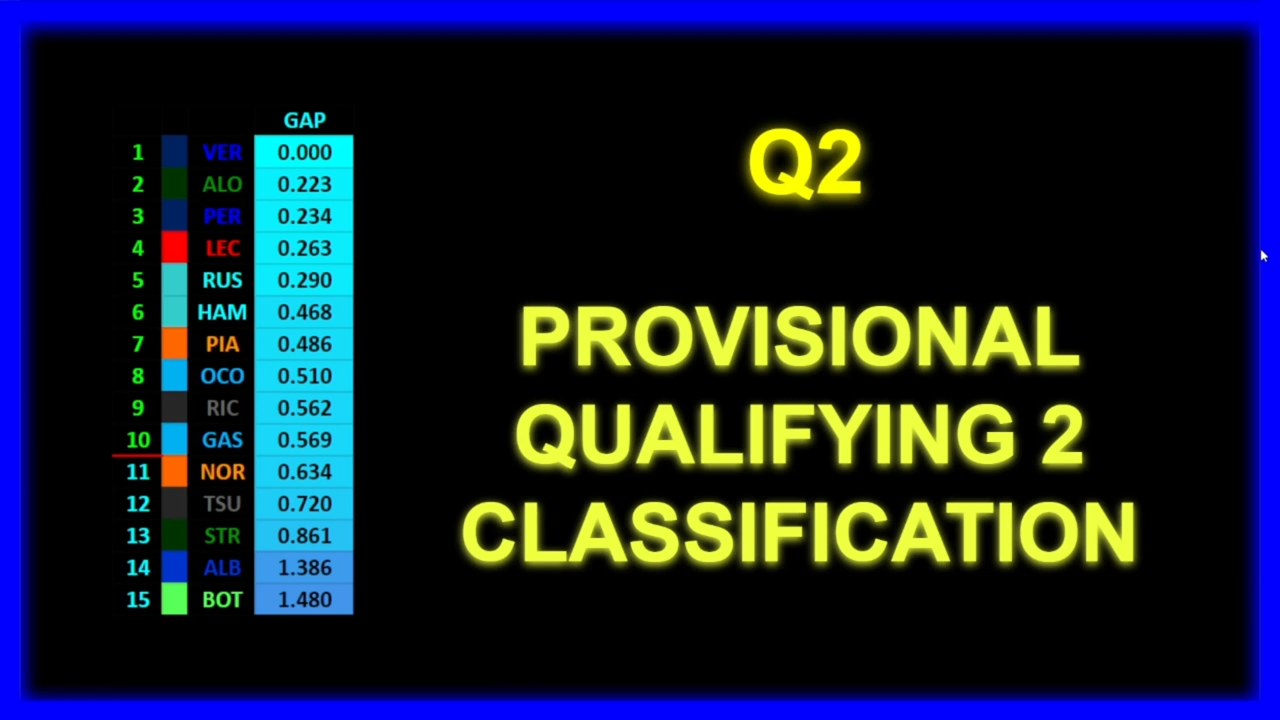 GAP
1 VER 0.000
2 ALO 0.223
3 PER 0.234
4 LEC 0.263
5 RUS 0.290
6 HAM 0.468
7 PIA 0.486
8 OCO 0.510
9 RIC 0.562
10 GAS 0.569
11 NOR 0.634
12 TSU 0.720
13 STR 0.861
14 ALB 1.386
15 BOT 1.480
Q2
PROVISIONAL
QUALIFYING 2
CLASSIFICATION